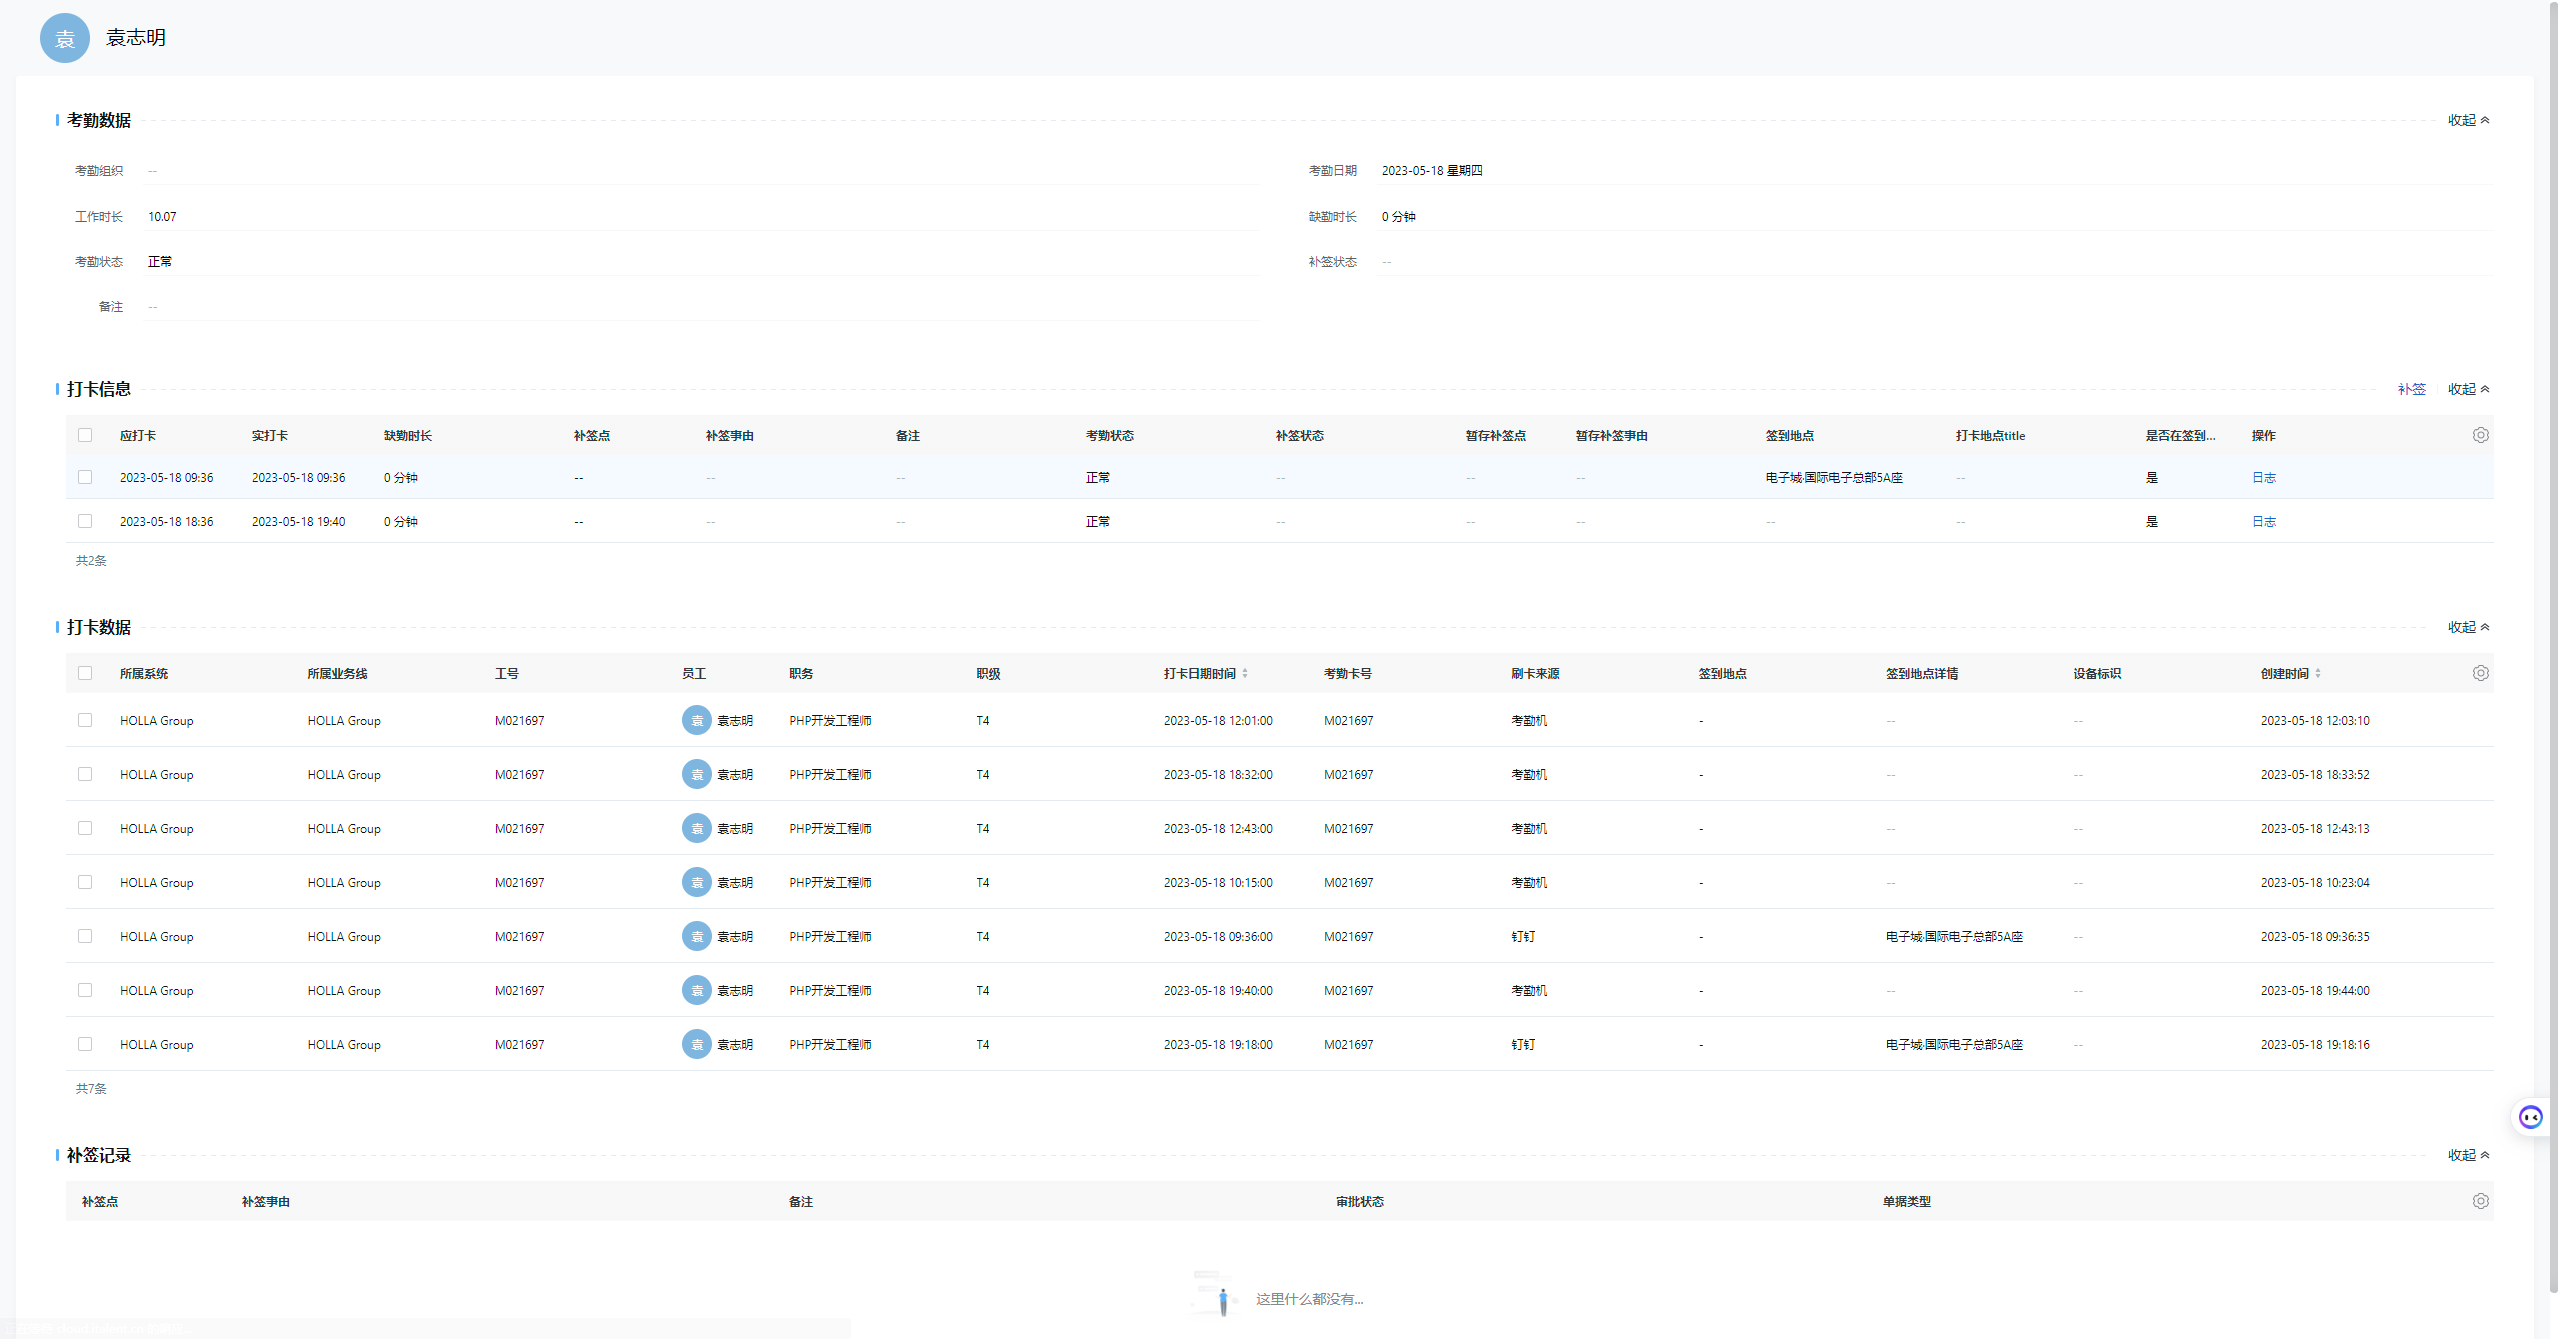 袁 袁志明
考勤数据 收起
考勤组织 -- 考勤日期 2023-05-18 星期四
工作时长 10.07 缺勤时长 0 分钟
考勤状态 正常 补签状态 --
备注 --
打卡信息 补签 收起
应打卡 实打卡 缺勤时长 补签点 补签事由 备注 考勤状态 补签状态 暂存补签点 暂存补签事由 签到地点 打卡地点title 是否在签到... 操作
2023-05-18 09:36 2023-05-18 09:36 0 分钟 -- -- -- 正常 -- -- -- 电子城·国际电子总部5A座 -- 是 日志
2023-05-18 18:36 2023-05-18 19:40 0 分钟 -- -- -- 正常 -- -- -- -- -- 是 日志
共2条
打卡数据 收起
所属系统 所属业务线 工号 员工 职务 职级 打卡日期时间 考勤卡号 刷卡来源 签到地点 签到地点详情 设备标识 创建时间
HOLLA Group HOLLA Group M021697 袁 袁志明 PHP开发工程师 T4 2023-05-18 12:01:00 M021697 考勤机 - -- -- 2023-05-18 12:03:10
HOLLA Group HOLLA Group M021697 袁 袁志明 PHP开发工程师 T4 2023-05-18 18:32:00 M021697 考勤机 - -- -- 2023-05-18 18:33:52
HOLLA Group HOLLA Group M021697 袁 袁志明 PHP开发工程师 T4 2023-05-18 12:43:00 M021697 考勤机 - -- -- 2023-05-18 12:43:13
HOLLA Group HOLLA Group M021697 袁 袁志明 PHP开发工程师 T4 2023-05-18 10:15:00 M021697 考勤机 - -- -- 2023-05-18 10:23:04
HOLLA Group HOLLA Group M021697 袁 袁志明 PHP开发工程师 T4 2023-05-18 09:36:00 M021697 钉钉 - 电子城·国际电子总部5A座 -- 2023-05-18 09:36:35
HOLLA Group HOLLA Group M021697 袁 袁志明 PHP开发工程师 T4 2023-05-18 19:40:00 M021697 考勤机 - -- -- 2023-05-18 19:44:00
HOLLA Group HOLLA Group M021697 袁 袁志明 PHP开发工程师 T4 2023-05-18 19:18:00 M021697 钉钉 - 电子城·国际电子总部5A座 -- 2023-05-18 19:18:16
共7条
补签记录 收起
补签点 补签事由 备注 审批状态 单据类型
这里什么都没有...